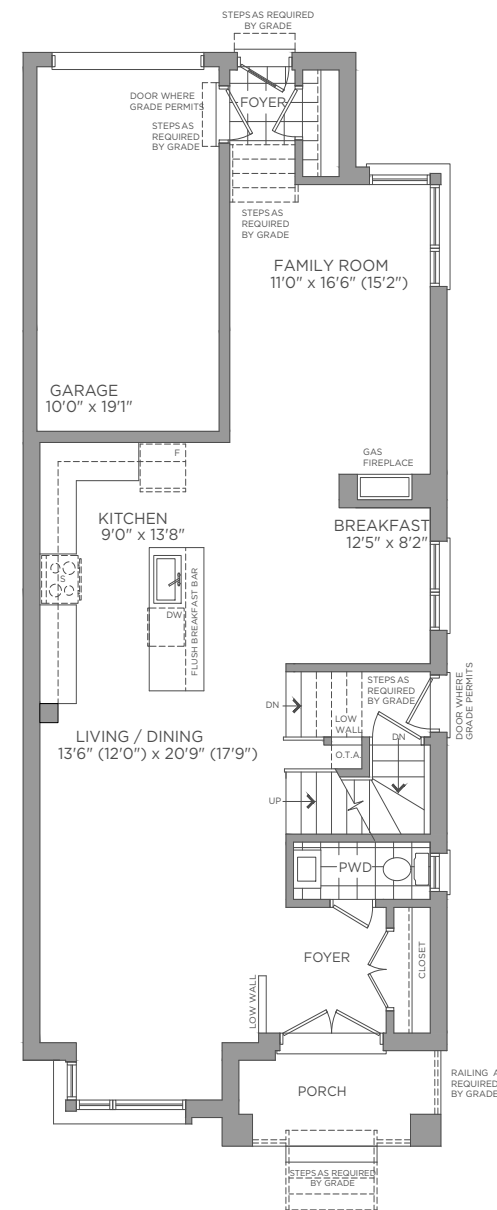 STEPS AS REQUIRED
BY GRADE
DOOR WHERE
GRADE PERMITS
FOYER
STEPS AS
REQUIRED
BY GRADE
STEPS AS
REQUIRED
BY GRADE
FAMILY ROOM
11'0" x 16'6" (15'2")
GARAGE
10'0" x 19'1"
F
GAS
FIREPLACE
KITCHEN
9'0" x 13'8"
BREAKFAST
12'5" x 8'2"
S
DW
FLUSH BREAKFAST BAR
STEPS AS
REQUIRED
BY GRADE
DOOR WHERE
GRADE PERMITS
DN
LOW
WALL
DN
LIVING / DINING
13'6" (12'0") x 20'9" (17'9")
O.T.A.
UP
PWD
FOYER
CLOSET
LOW WALL
PORCH
RAILING A
REQUIRED
BY GRADE
STEPS AS REQUIRED
BY GRADE